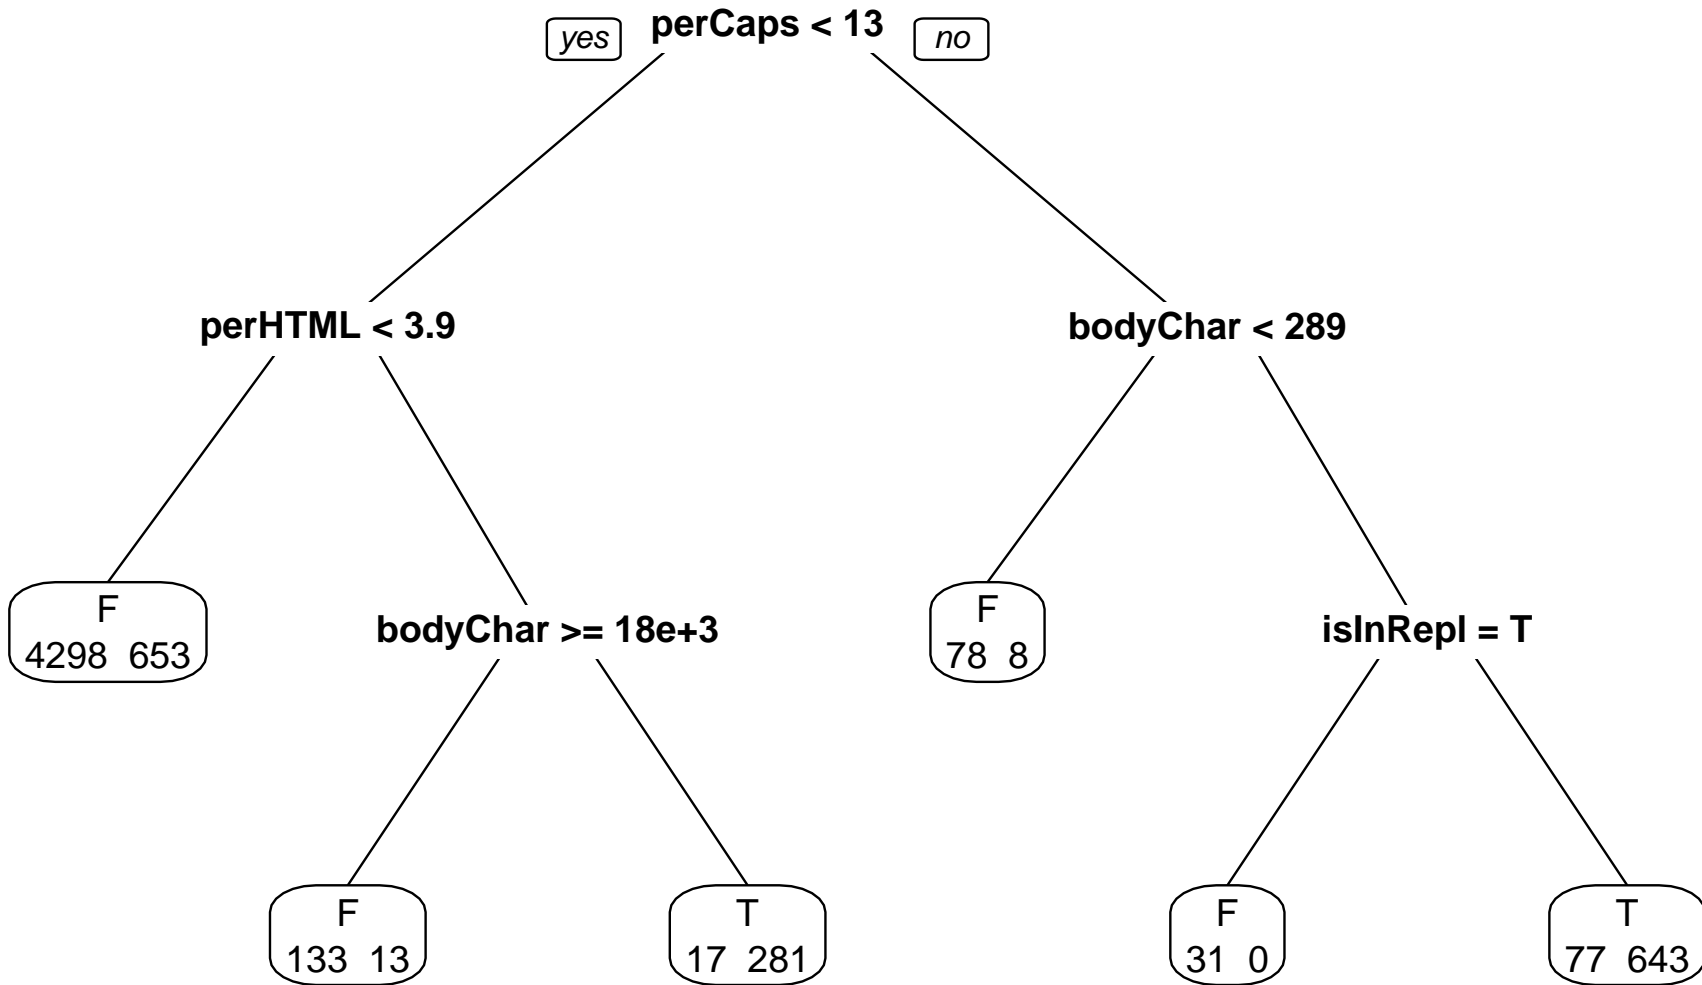 yes perCaps < 13 no
perHTML < 3.9 bodyChar < 289
F
4298 653
bodyChar >= 18e+3
F
78 8
isInRepl = T
F
133 13
T
17 281
F
31 0
T
77 643